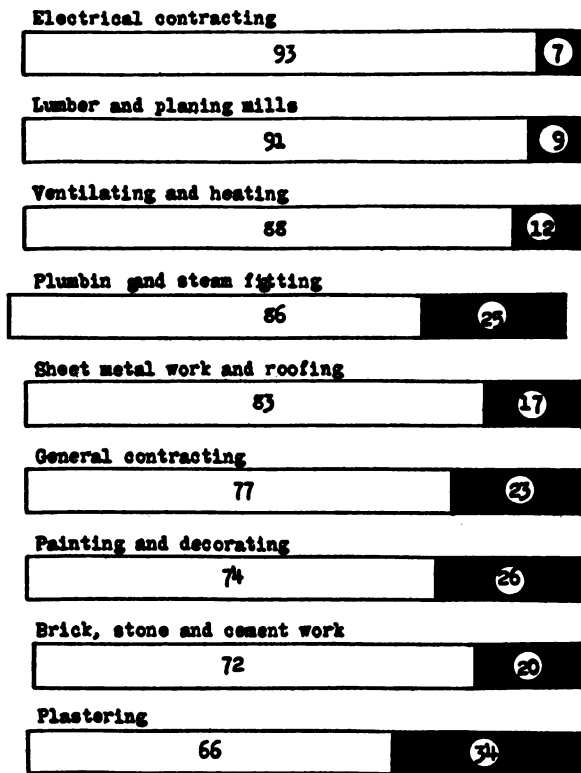 Electrical contracting
93 7
Lumber and planing mills
91 9
Ventilating and heating
88 12
Plumbin gand steam fitting
86 25
Sheet metal work and roofing
83 17
General contracting
77 23
Painting and decorating
74 26
Brick, stone and cement work
72 20
Plastering
66 34